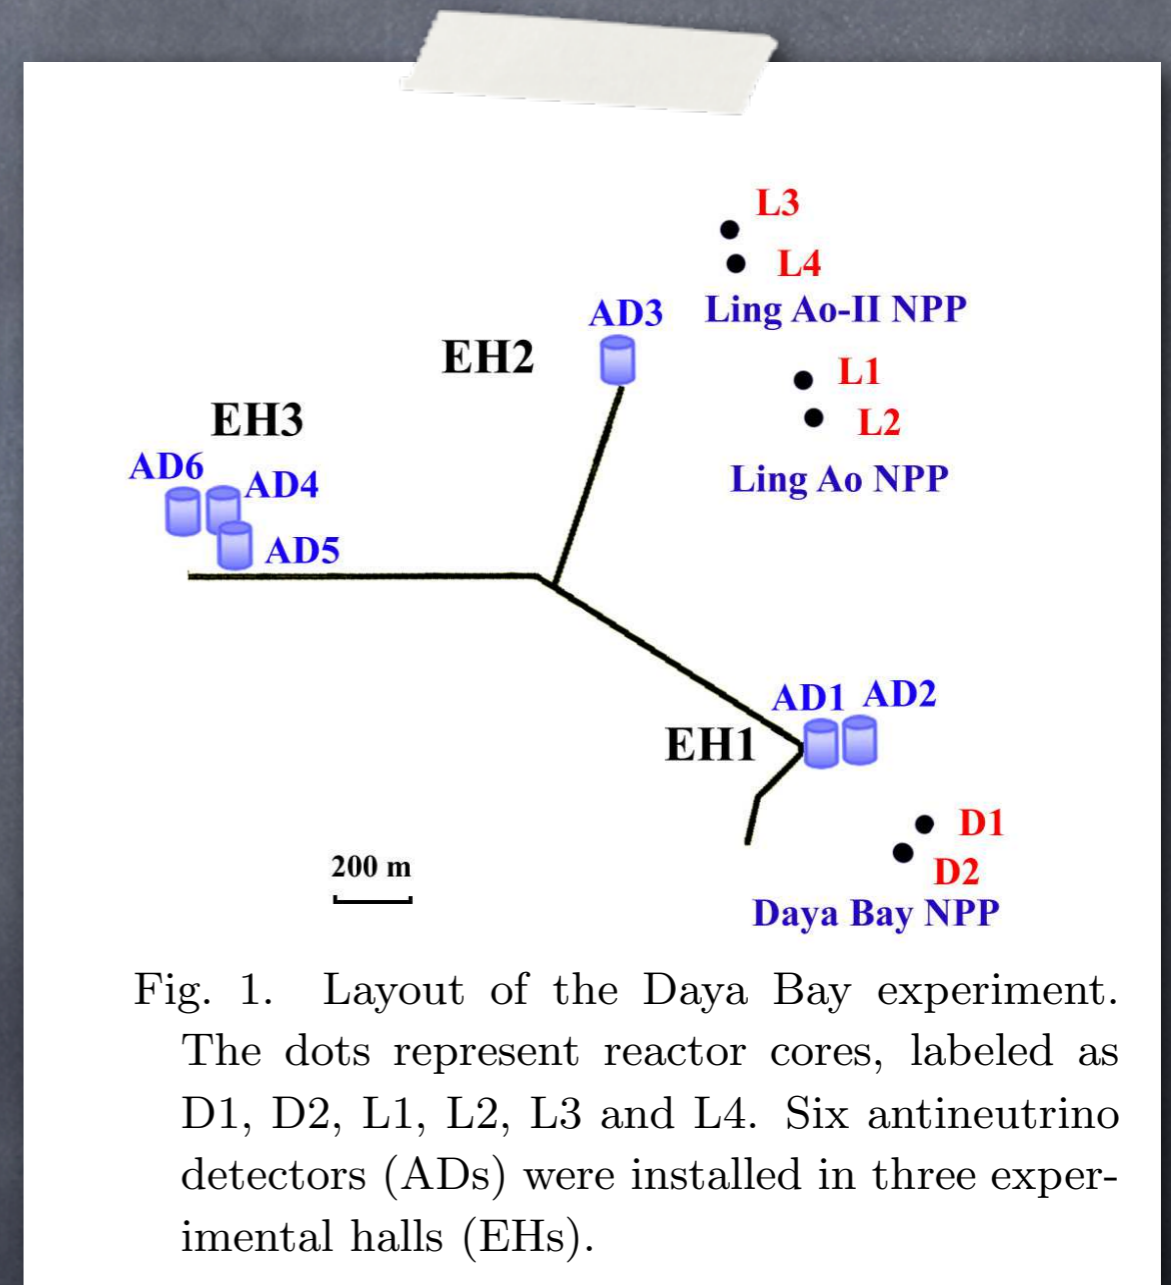 L3
L4
Ling Ao-II NPP
AD3
EH2
L1
L2
EH3
Ling Ao NPP
AD6
AD4
AD5
AD1 AD2
EH1
D1
D2
200 m
Daya Bay NPP
Fig. 1. Layout of the Daya Bay experiment.
The dots represent reactor cores, labeled as
D1, D2, L1, L2, L3 and L4. Six antineutrino
detectors (ADs) were installed in three exper-
imental halls (EHs).